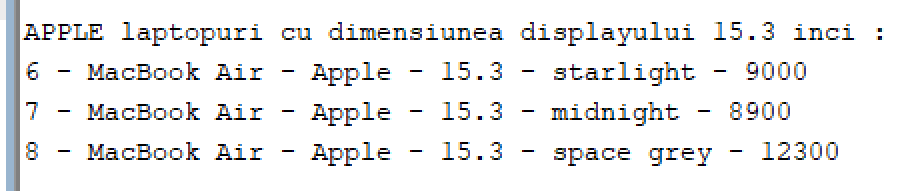 APPLE laptopuri cu dimensiunea displayului 15.3 inci :
6 - MacBook Air - Apple - 15.3 - starlight - 9000
7 - MacBook Air - Apple - 15.3 - midnight - 8900
8 - MacBook Air - Apple - 15.3 - space grey - 12300